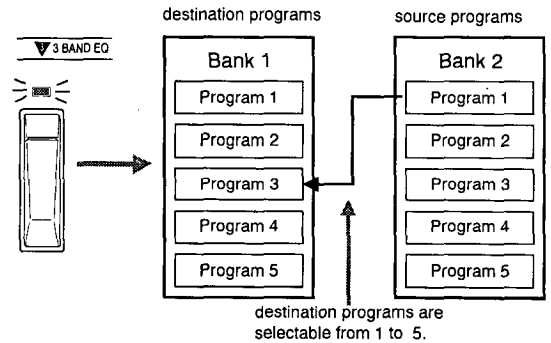 destination programs
source programs
3 BAND EQ
Bank 1
Program 1
Program 2
Program 3
Program 4
Program 5
Bank 2
Program 1
Program 2
Program 3
Program 4
Program 5
destination programs are
selectable from 1 to 5.